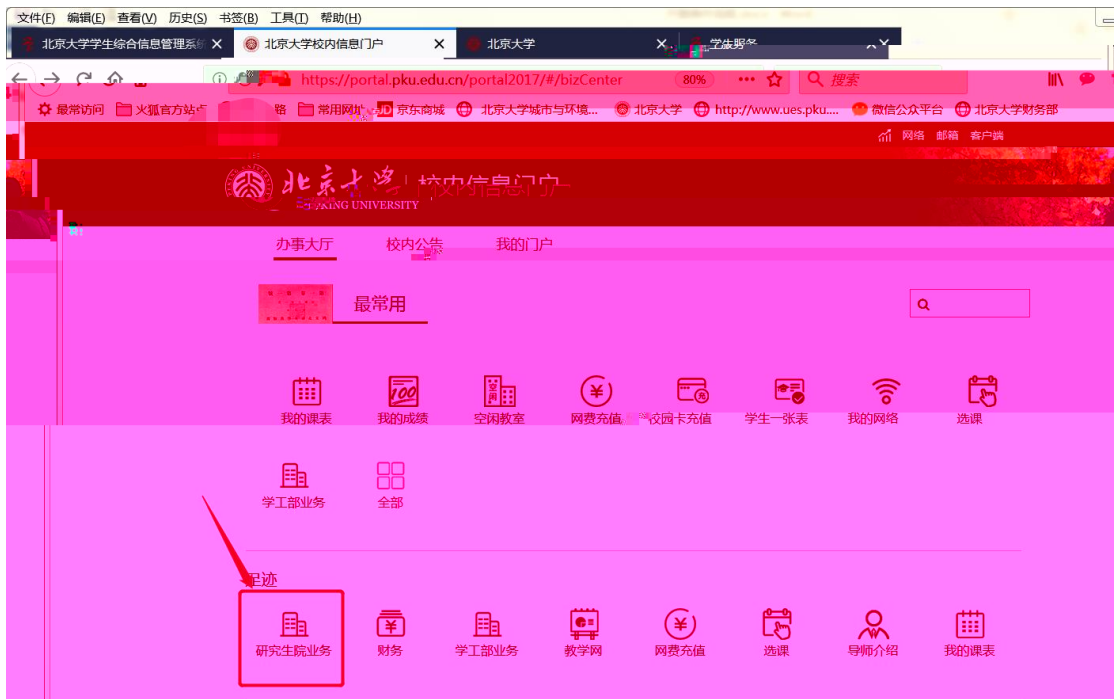 文件(F) 编辑(E) 查看(V) 历史(S) 书签(B) 工具(T) 帮助(H)
北京大学学生综合信息管理系统 北京大学校内信息门户 北京大学
https://portal.pku.edu.cn/portal2017/#/bizCenter 80% 搜索
最常访问 火狐官方站点 常用网址 JD 京东商城 北京大学城市与环境... 北京大学 http://www.ues.pku.... 微信公众平台 北京大学财务部
网络 邮箱 客户端
北京大学 校内信息门户
PEKING UNIVERSITY
办事大厅 校内公告 我的门户
最常用
我的课表 我的成绩 空闲教室 网费充值 校园卡充值 学生一张表 我的网络 选课
学工部业务 全部
足迹
研究生院业务 财务 学工部业务 教学网 网费充值 选课 导师介绍 我的课表